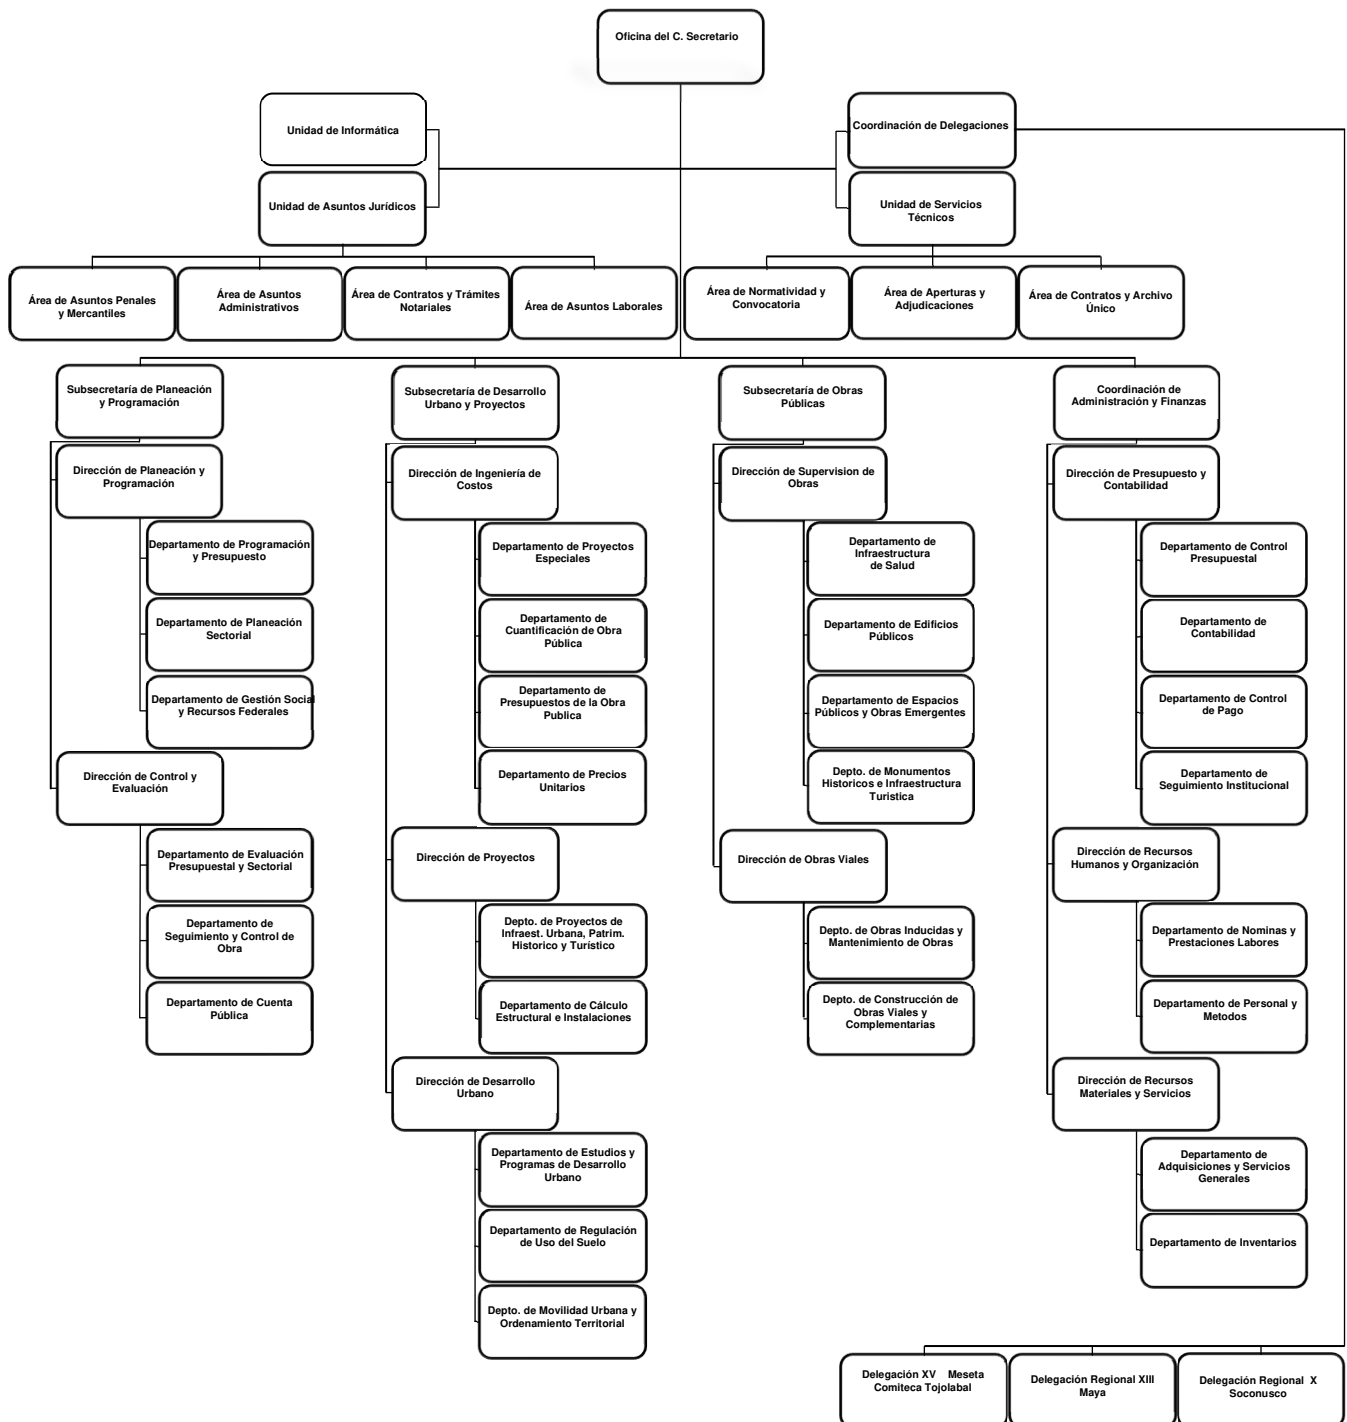 Oficina del C. Secretario
Unidad de Informática
Coordinación de Delegaciones
Unidad de Asuntos Jurídicos
Unidad de Servicios
Técnicos
Área de Asuntos Penales
y Mercantiles
Área de Asuntos
Administrativos
Área de Contratos y Trámites
Notariales
Área de Asuntos Laborales
Área de Normatividad y
Convocatoria
Área de Aperturas y
Adjudicaciones
Área de Contratos y Archivo
Único
Subsecretaría de Planeación
y Programación
Dirección de Planeación y
Programación
Departamento de Programación
y Presupuesto
Departamento de Planeación
Sectorial
Departamento de Gestión Social
y Recursos Federales
Dirección de Control y
Evaluación
Departamento de Evaluación
Presupuestal y Sectorial
Departamento de
Seguimiento y Control de
Obra
Departamento de Cuenta
Pública
Subsecretaría de Desarrollo
Urbano y Proyectos
Dirección de Ingeniería de
Costos
Departamento de Proyectos
Especiales
Departamento de
Cuantificación de Obra
Pública
Departamento de
Presupuestos de la Obra
Publica
Departamento de Precios
Unitarios
Dirección de Proyectos
Depto. de Proyectos de
Infraest. Urbana, Patrim.
Historico y Turístico
Departamento de Cálculo
Estructural e Instalaciones
Dirección de Desarrollo
Urbano
Departamento de Estudios y
Programas de Desarrollo
Urbano
Departamento de Regulación
de Uso del Suelo
Depto. de Movilidad Urbana y
Ordenamiento Territorial
Subsecretaría de Obras
Públicas
Dirección de Supervision de
Obras
Departamento de
Infraestructura
de Salud
Departamento de Edificios
Públicos
Departamento de Espacios
Públicos y Obras Emergentes
Depto. de Monumentos
Historicos e Infraestructura
Turistica
Dirección de Obras Viales
Depto. de Obras Inducidas y
Mantenimiento de Obras
Depto. de Construcción de
Obras Viales y
Complementarias
Coordinación de
Administración y Finanzas
Dirección de Presupuesto y
Contabilidad
Departamento de Control
Presupuestal
Departamento de
Contabilidad
Departamento de Control
de Pago
Departamento de
Seguimiento Institucional
Dirección de Recursos
Humanos y Organización
Departamento de Nominas y
Prestaciones Labores
Departamento de Personal y
Metodos
Dirección de Recursos
Materiales y Servicios
Departamento de
Adquisiciones y Servicios
Generales
Departamento de Inventarios
Delegación XV Meseta
Comiteca Tojolabal
Delegación Regional XIII
Maya
Delegación Regional X
Soconusco